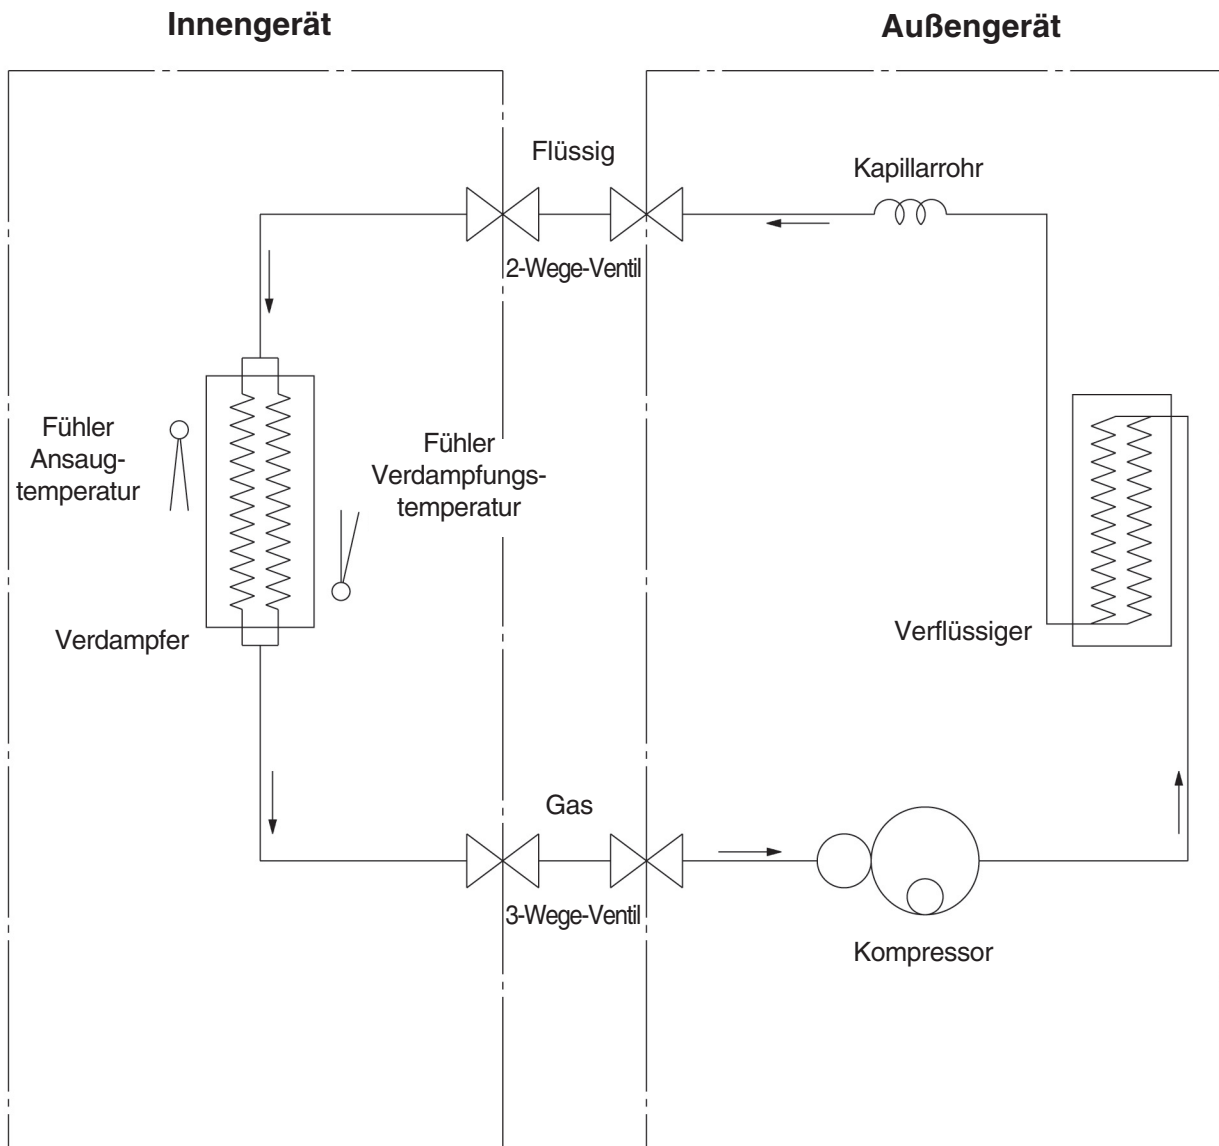 Innengerät
Außengerät
Flüssig
Kapillarrohr
2-Wege-Ventil
Fühler
Ansaug-
temperatur
Fühler
Verdampfungs-
temperatur
Verdampfer
Verflüssiger
Gas
3-Wege-Ventil
Kompressor